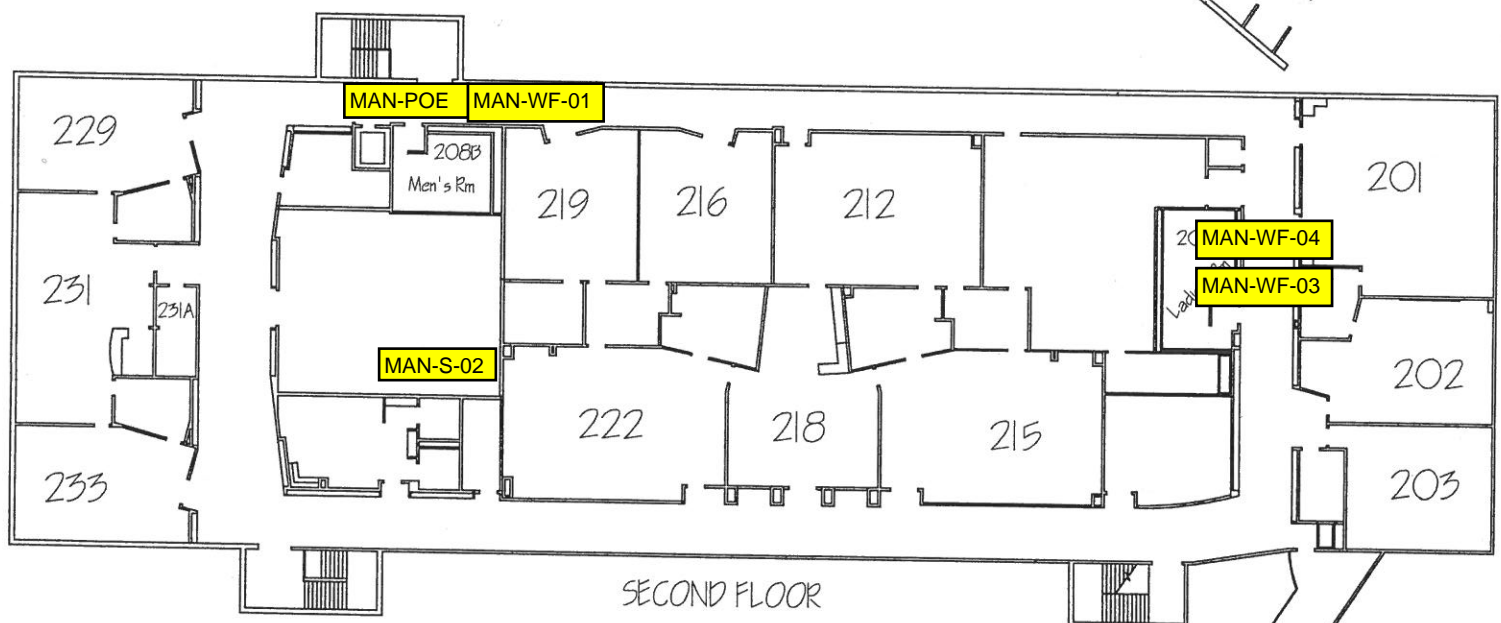 MAN-POE MAN-WF-01
229
208B
Men's Rm
201
219 216 212
MAN-WF-04
231
231A
MAN-WF-03
MAN-S-02
202
222 218 215
233
203
SECOND FLOOR